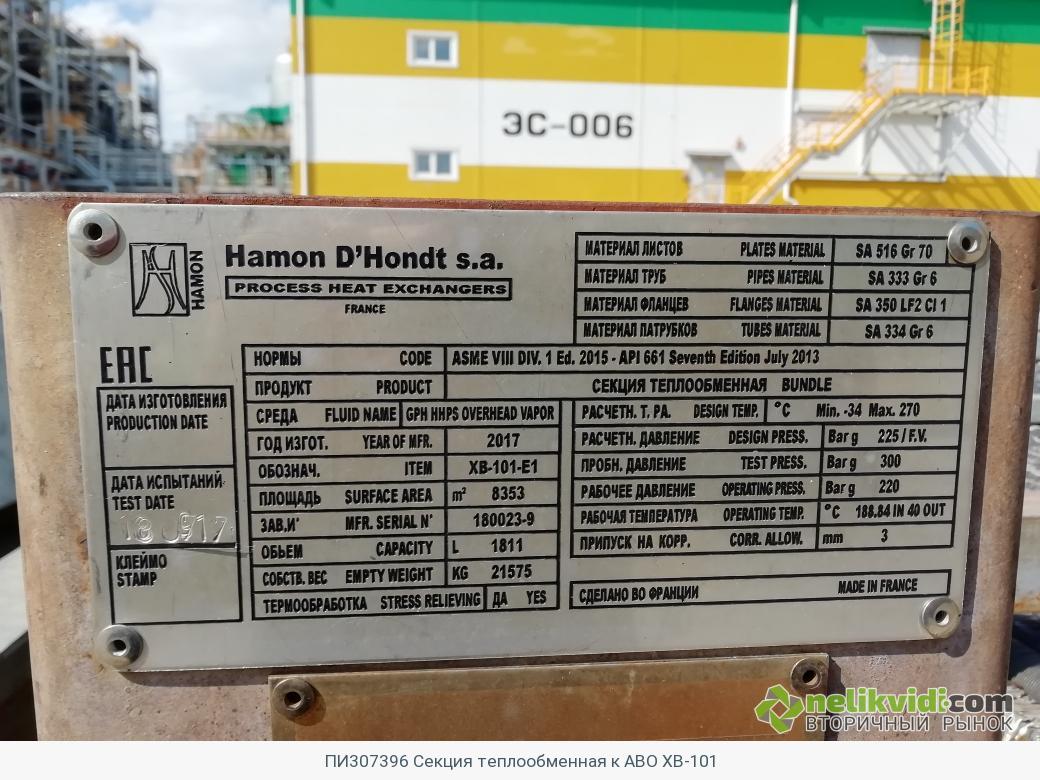 ЭС-006
HAMON
Hamon D'Hondt s.a.
PROCESS HEAT EXCHANGERS
FRANCE
МАТЕРИАЛ ЛИСТОВ PLATES MATERIAL SA 516 Gr 70
МАТЕРИАЛ ТРУБ PIPES MATERIAL SA 333 Gr 6
МАТЕРИАЛ ФЛАНЦЕВ FLANGES MATERIAL SA 350 LF2 Cl 1
МАТЕРИАЛ ПАТРУБКОВ TUBES MATERIAL SA 334 Gr 6
EAC
ДАТА ИЗГОТОВЛЕНИЯ
PRODUCTION DATE
ДАТА ИСПЫТАНИЙ
TEST DATE
КЛЕЙМО
STAMP
НОРМЫ CODE ASME VIII DIV. 1 Ed. 2015 - API 661 Seventh Edition July 2013
ПРОДУКТ PRODUCT СЕКЦИЯ ТЕПЛООБМЕННАЯ BUNDLE
СРЕДА FLUID NAME GPH HHPS OVERHEAD VAPOR
ГОД ИЗГОТ. YEAR OF MFR. 2017
ОБОЗНАЧ. ITEM XB-101-E1
ПЛОЩАДЬ SURFACE AREA m² 8353
ЗАВ.И' MFR. SERIAL N' 180023-9
ОБЬЕМ CAPACITY L 1811
СОБСТВ. ВЕС EMPTY WEIGHT KG 21575
ТЕРМООБРАБОТКА STRESS RELIEVING ДА YES
РАСЧЕТН. Т. РА. DESIGN TEMP. °C Min. -34 Max. 270
РАСЧЕТН. ДАВЛЕНИЕ DESIGN PRESS. Bar g 225 / F.V.
ПРОБН. ДАВЛЕНИЕ TEST PRESS. Bar g 300
РАБОЧЕЕ ДАВЛЕНИЕ OPERATING PRESS. Bar g 220
РАБОЧАЯ ТЕМПЕРАТУРА OPERATING TEMP. °C 188.84 IN 40 OUT
ПРИПУСК НА КОРР. CORR. ALLOW. mm 3
СДЕЛАНО ВО ФРАНЦИИ MADE IN FRANCE
nelikvidi.com
ВТОРИЧНЫЙ РЫНОК
ПИ307396 Секция теплообменная к АВО ХВ-101